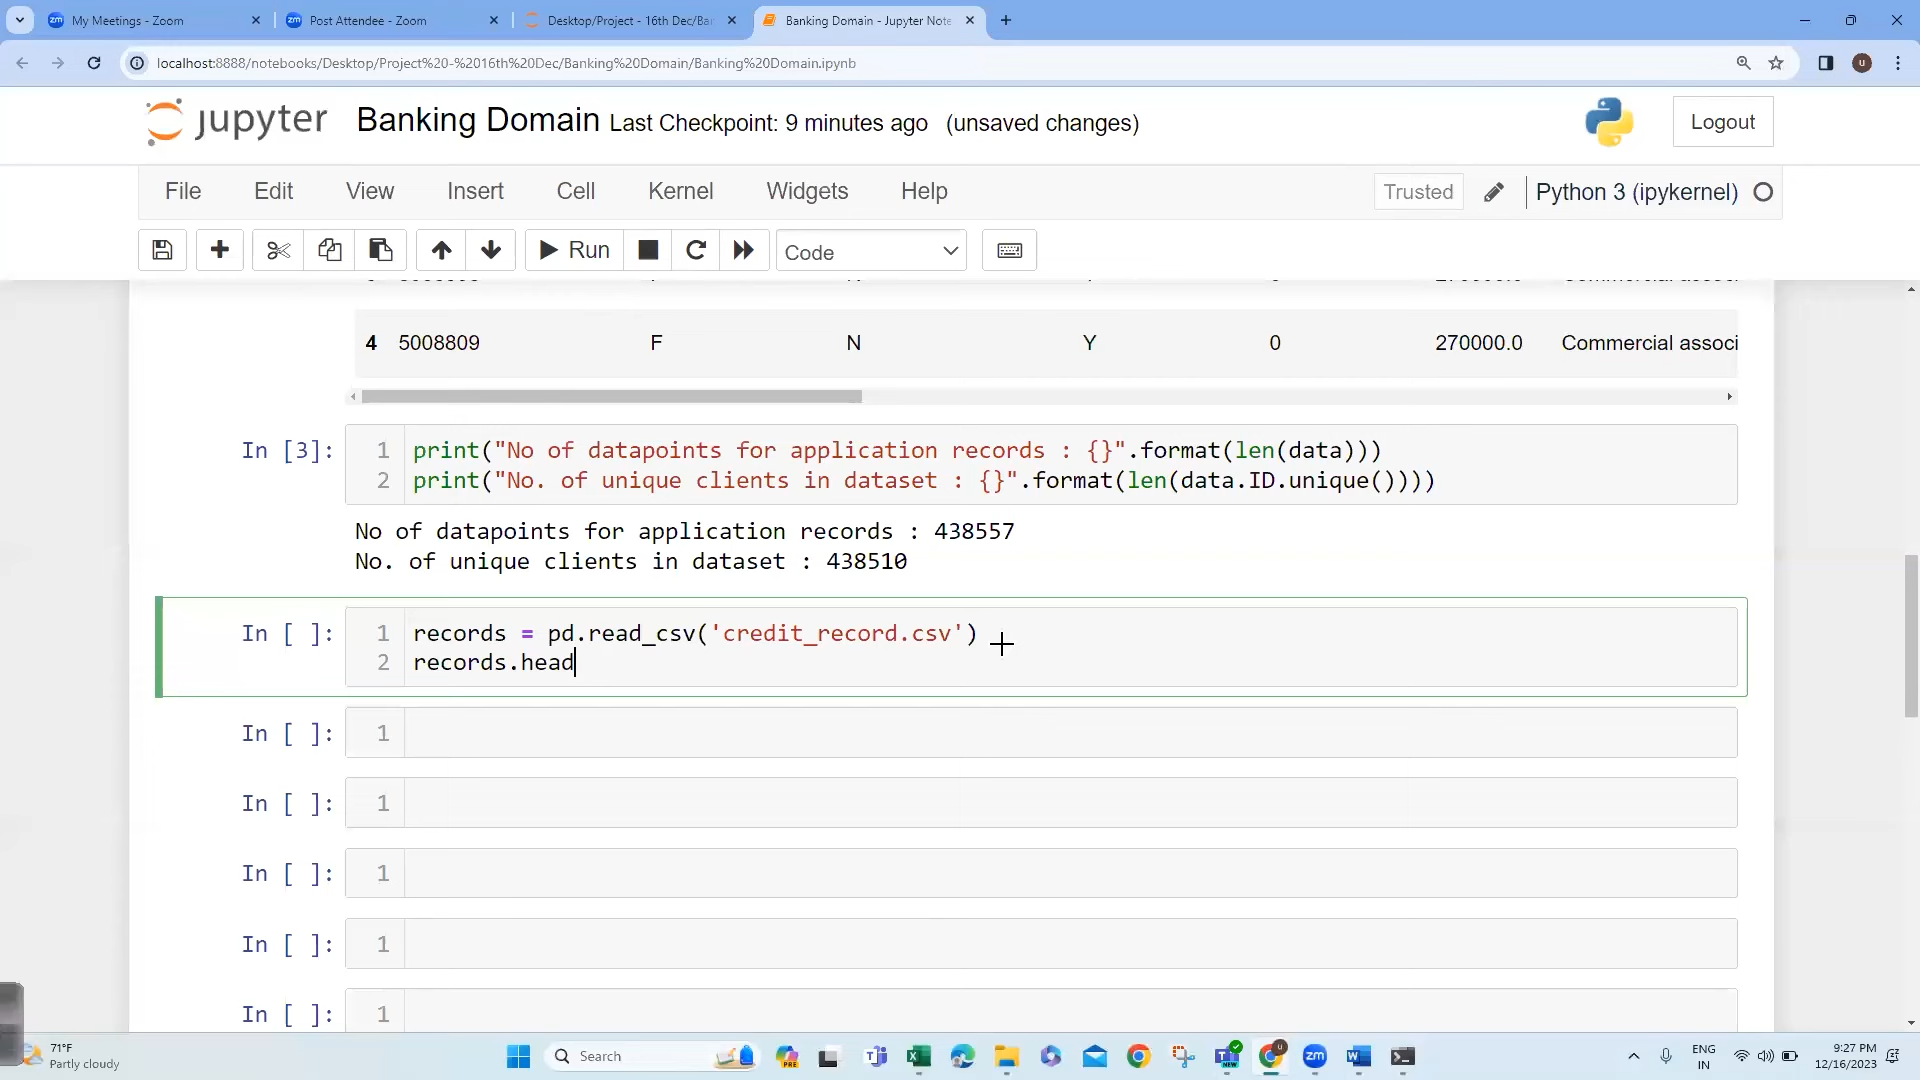 My Meetings - Zoom
Post Attendee - Zoom
Desktop/Project - 16th Dec/Ban
Banking Domain - Jupyter Note
localhost:8888/notebooks/Desktop/Project%20-%2016th%20Dec/Banking%20Domain/Banking%20Domain.ipynb
u
jupyter Banking Domain Last Checkpoint: 9 minutes ago (unsaved changes)
Logout
File Edit View Insert Cell Kernel Widgets Help
Trusted
Python 3 (ipykernel)
Run
Code
4 5008809 F N Y 0 270000.0 Commercial associ
In [3]:
1 print("No of datapoints for application records : {}".format(len(data)))
2 print("No. of unique clients in dataset : {}".format(len(data.ID.unique())))
No of datapoints for application records : 438557
No. of unique clients in dataset : 438510
In [ ]:
1 records = pd.read_csv('credit_record.csv')
2 records.head
In [ ]: 1
In [ ]: 1
In [ ]: 1
In [ ]: 1
In [ ]: 1
71°F
Partly cloudy
Search
ENG
IN
9:27 PM
12/16/2023